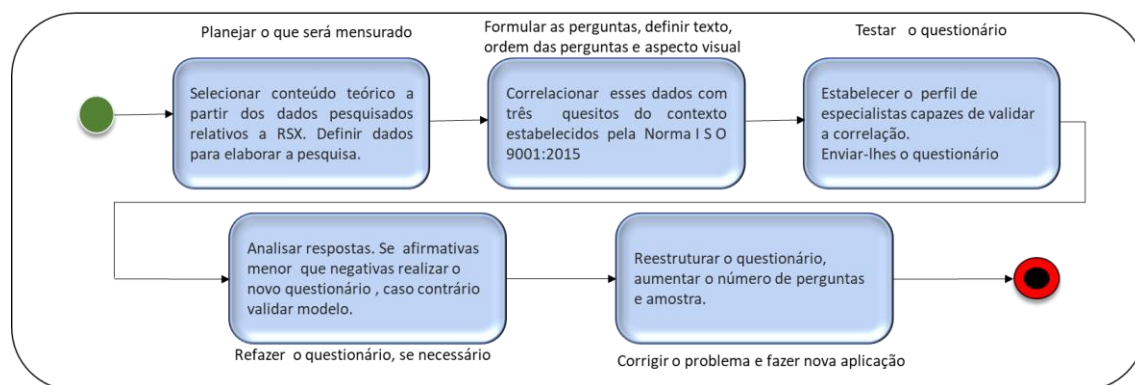 Planejar o que será mensurado
Formular as perguntas, definir texto,
ordem das perguntas e aspecto visual
Testar o questionário
Selecionar conteúdo teórico a
partir dos dados pesquisados
relativos a RSX. Definir dados
para elaborar a pesquisa.
Correlacionar esses dados com
três quesitos do contexto
estabelecidos pela Norma I S O
9001:2015
Estabelecer o perfil de
especialistas capazes de validar
a correlação.
Enviar-lhes o questionário
Analisar respostas. Se afirmativas
menor que negativas realizar o
novo questionário , caso contrário
validar modelo.
Refazer o questionário, se necessário
Reestruturar o questionário,
aumentar o número de perguntas
e amostra.
Corrigir o problema e fazer nova aplicação